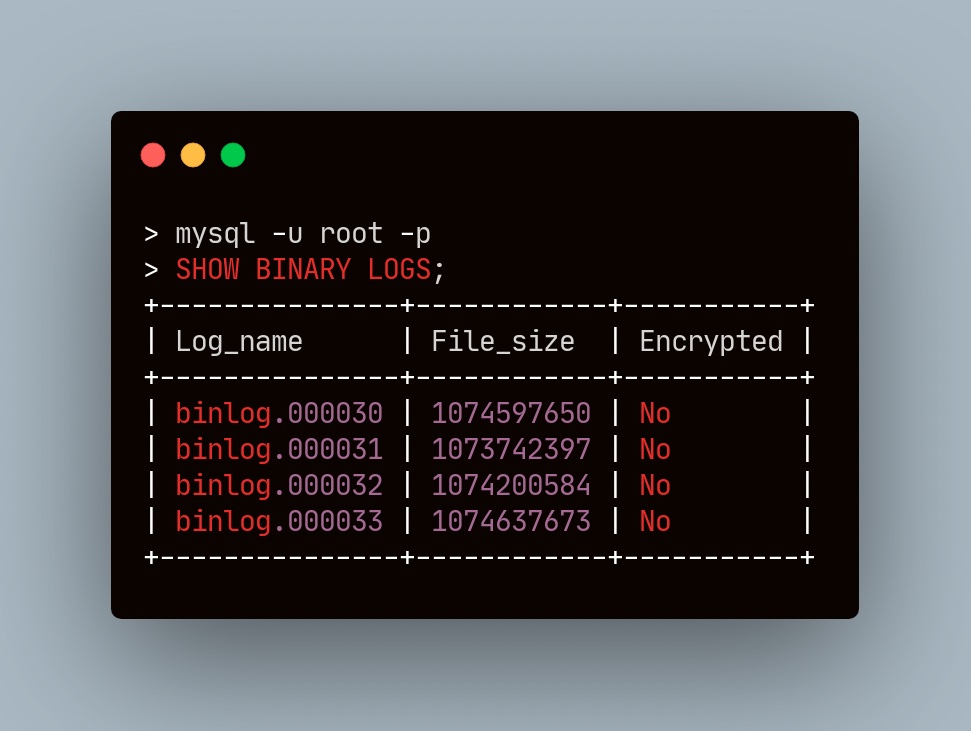 > mysql -u root -p
> SHOW BINARY LOGS;
+---------------+------------+-----------+
| Log_name      | File_size  | Encrypted |
+---------------+------------+-----------+
| binlog.000030 | 1074597650 | No        |
| binlog.000031 | 1073742397 | No        |
| binlog.000032 | 1074200584 | No        |
| binlog.000033 | 1074637673 | No        |
+---------------+------------+-----------+